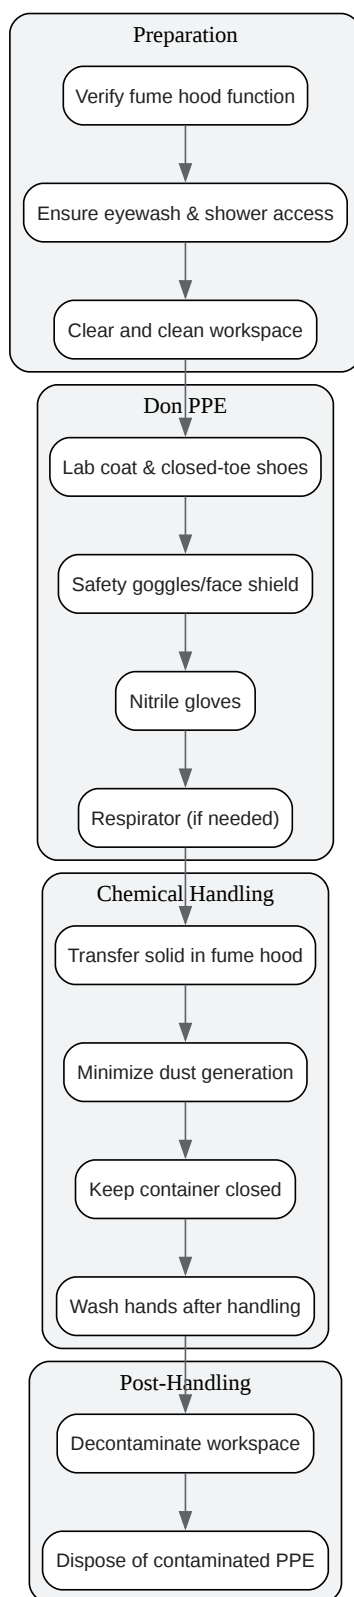 Preparation
Verify fume hood function
Ensure eyewash & shower access
Clear and clean workspace
Don PPE
Lab coat & closed-toe shoes
Safety goggles/face shield
Nitrile gloves
Respirator (if needed)
Chemical Handling
Transfer solid in fume hood
Minimize dust generation
Keep container closed
Wash hands after handling
Post-Handling
Decontaminate workspace
Dispose of contaminated PPE